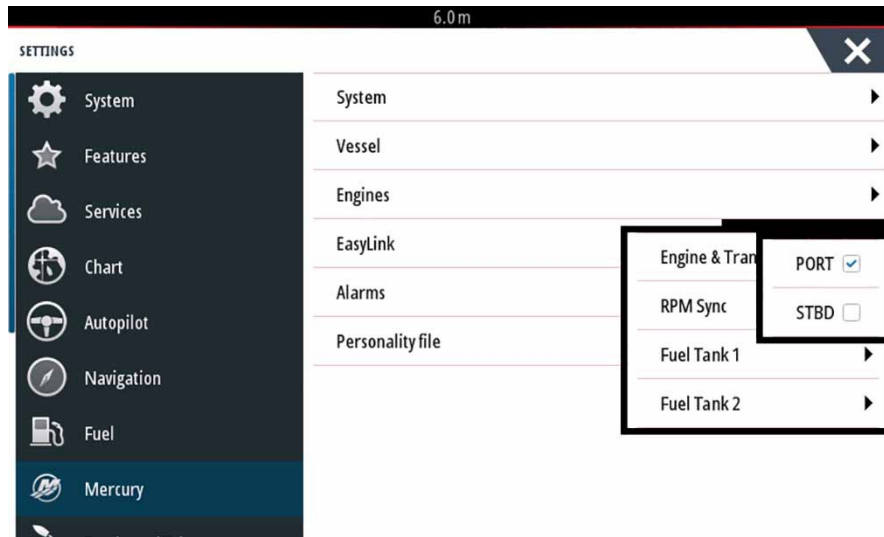 6.0 m
SETTINGS
System
Features
Services
Chart
Autopilot
Navigation
Fuel
Mercury
System
Vessel
Engines
EasyLink
Alarms
Personality file
Engine & Tran
RPM Sync
Fuel Tank 1
Fuel Tank 2
PORT
STBD